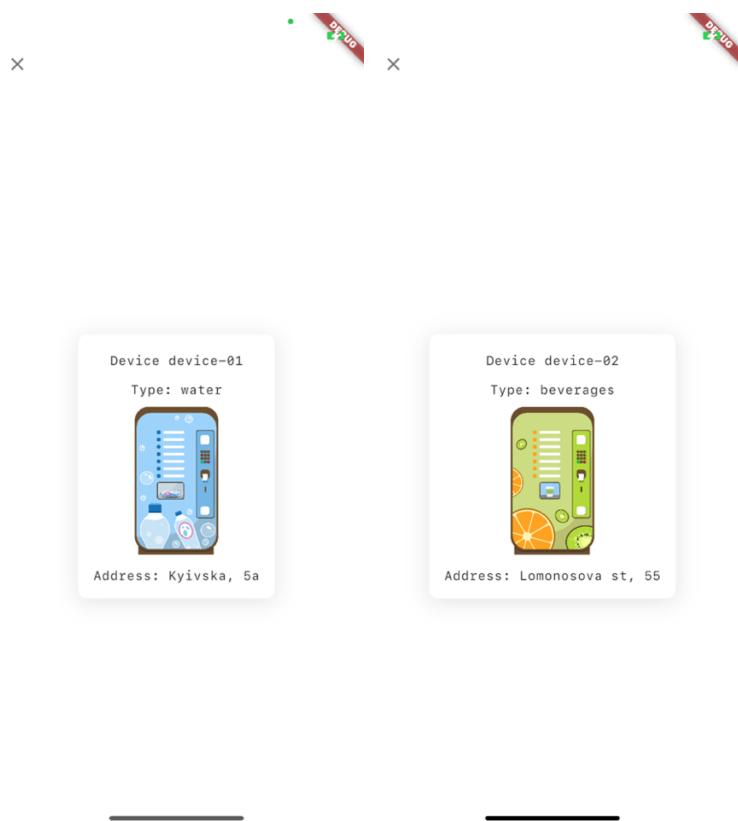 DEBUG
Device device-01
Type: water
Address: Kyivska, 5a
DEBUG
Device device-02
Type: beverages
Address: Lomonosova st, 55